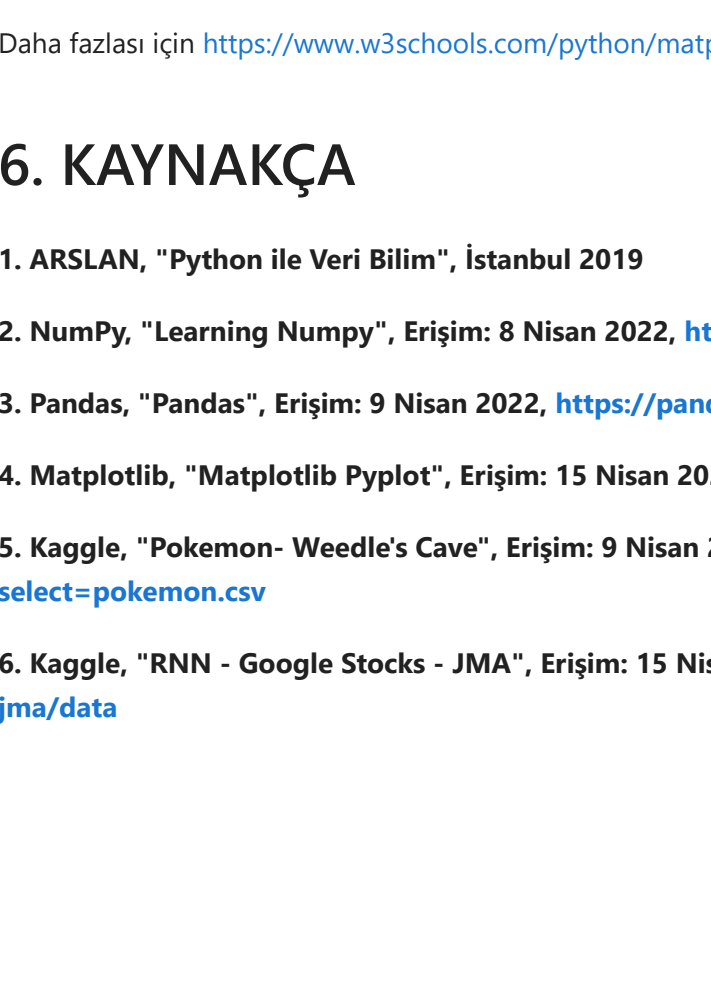 Daha fazlası için https://www.w3schools.com/python/matp
6. KAYNAKÇA
1. ARSLAN, "Python ile Veri Bilim", İstanbul 2019
2. NumPy, "Learning Numpy", Erişim: 8 Nisan 2022, ht
3. Pandas, "Pandas", Erişim: 9 Nisan 2022, https://pand
4. Matplotlib, "Matplotlib Pyplot", Erişim: 15 Nisan 20
5. Kaggle, "Pokemon- Weedle's Cave", Erişim: 9 Nisan
select=pokemon.csv
6. Kaggle, "RNN - Google Stocks - JMA", Erişim: 15 Nis
jma/data